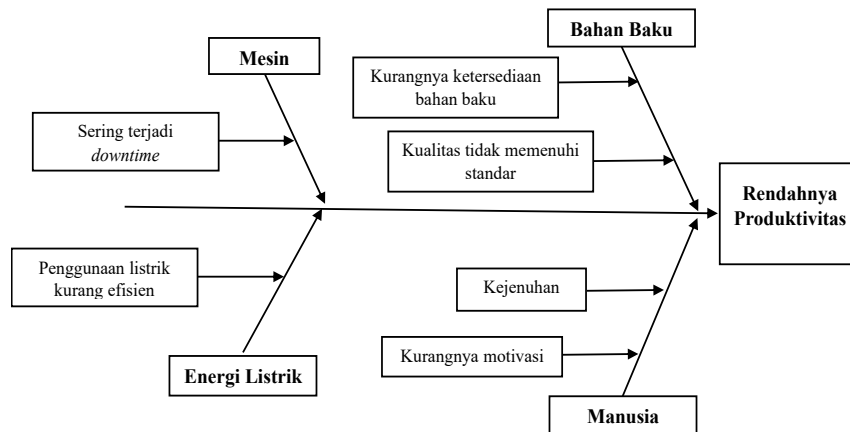 Bahan Baku
Mesin
Kurangnya ketersediaan
bahan baku
Sering terjadi
downtime
Kualitas tidak memenuhi
standar
Rendahnya
Produktivitas
Penggunaan listrik
kurang efisien
Kejenuhan
Kurangnya motivasi
Energi Listrik
Manusia